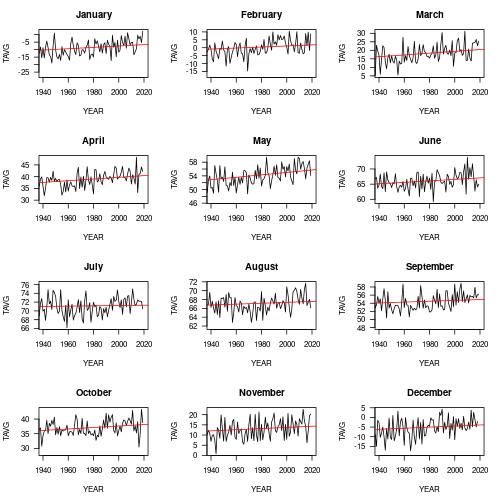 January
TAVG
-5
-15
-25
1940 1960 1980 2000 2020
YEAR
February
TAVG
10
5
0
-5
-10
-15
1940 1960 1980 2000 2020
YEAR
March
TAVG
30
25
20
15
10
5
1940 1960 1980 2000 2020
YEAR
April
TAVG
45
40
35
30
1940 1960 1980 2000 2020
YEAR
May
TAVG
58
54
50
46
1940 1960 1980 2000 2020
YEAR
June
TAVG
70
65
60
1940 1960 1980 2000 2020
YEAR
July
TAVG
76
74
72
70
68
66
1940 1960 1980 2000 2020
YEAR
August
TAVG
72
70
68
66
64
62
1940 1960 1980 2000 2020
YEAR
September
TAVG
58
56
54
52
50
48
1940 1960 1980 2000 2020
YEAR
October
TAVG
40
35
30
1940 1960 1980 2000 2020
YEAR
November
TAVG
20
15
10
5
0
1940 1960 1980 2000 2020
YEAR
December
TAVG
5
0
-5
-10
-15
1940 1960 1980 2000 2020
YEAR